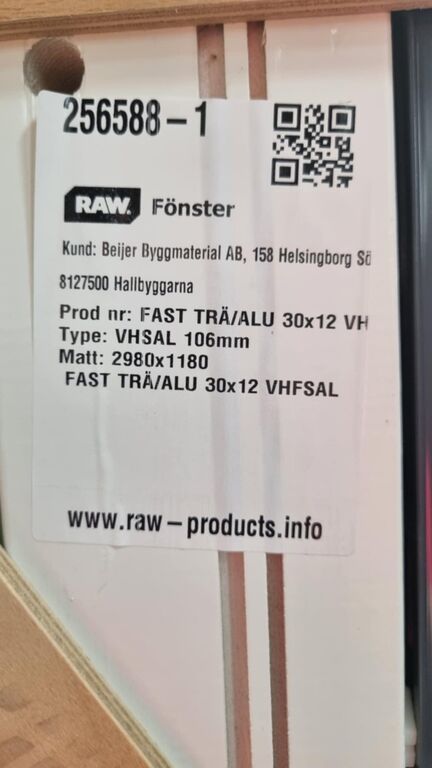 256588-1
RAW. Fönster
Kund: Beijer Byggmaterial AB, 158 Helsingborg Sö
8127500 Hallbyggarna
Prod nr: FAST TRÄ/ALU 30x12 VH
Type: VHSAL 106mm
Matt: 2980x1180
FAST TRÄ/ALU 30x12 VHFSAL
www.raw-products.info